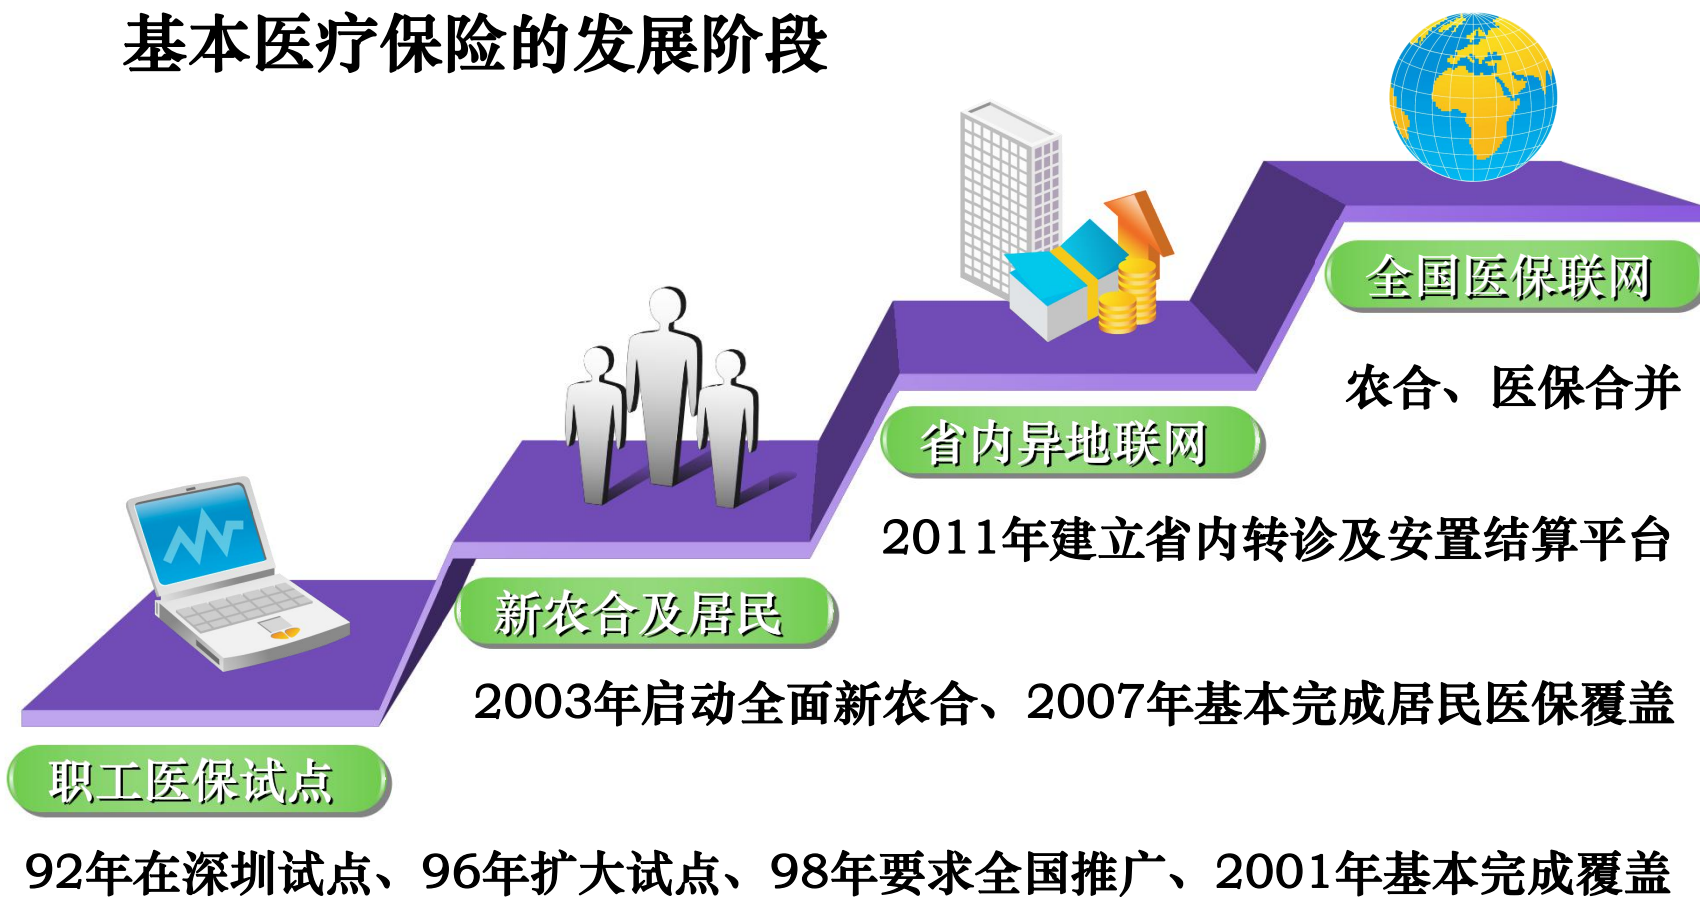 基本医疗保险的发展阶段
全国医保联网
农合、医保合并
省内异地联网
2011年建立省内转诊及安置结算平台
新农合及居民
2003年启动全面新农合、2007年基本完成居民医保覆盖
职工医保试点
92年在深圳试点、96年扩大试点、98年要求全国推广、2001年基本完成覆盖